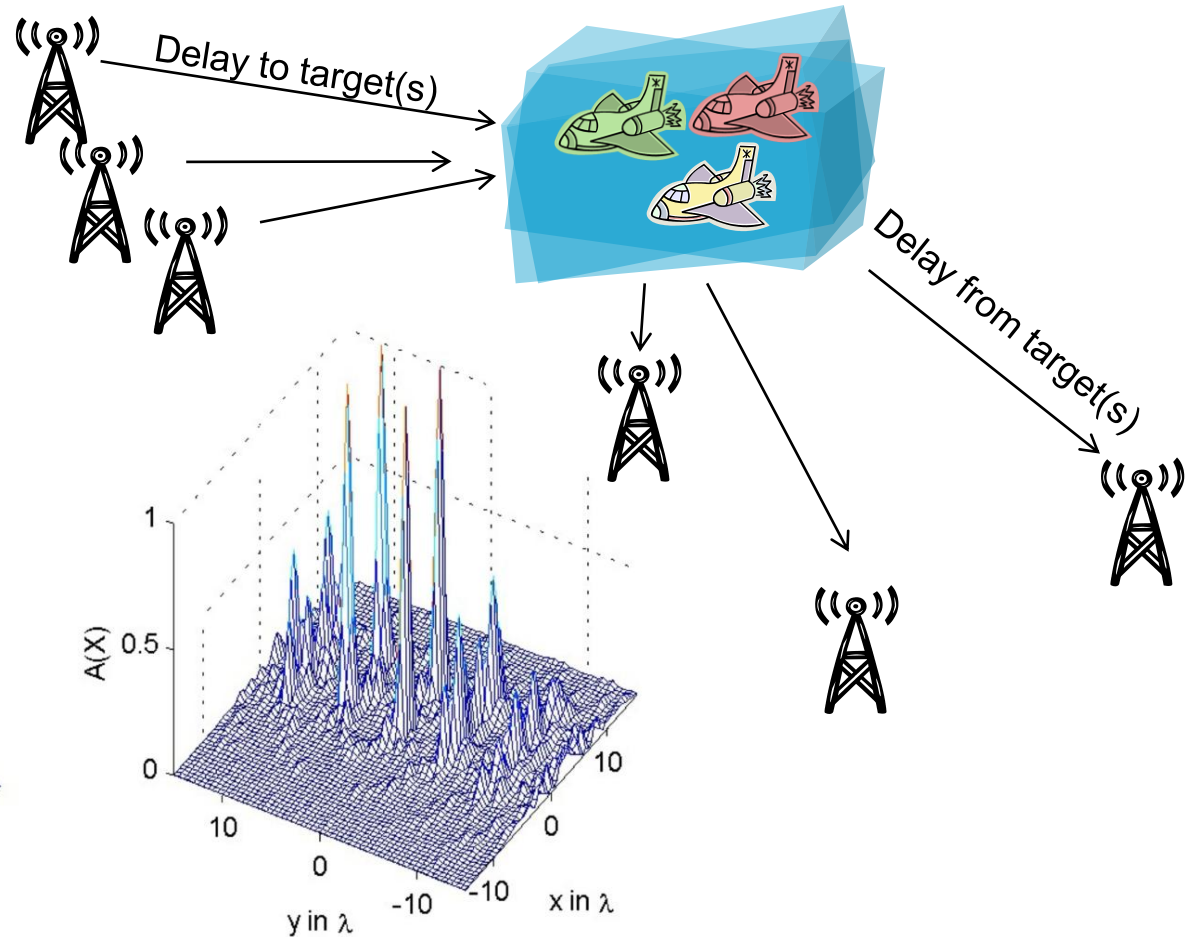 Delay to target(s)
Delay from target(s)
1
0.5
0
A(X)
10
0
-10
y in λ
-10
0
10
x in λ